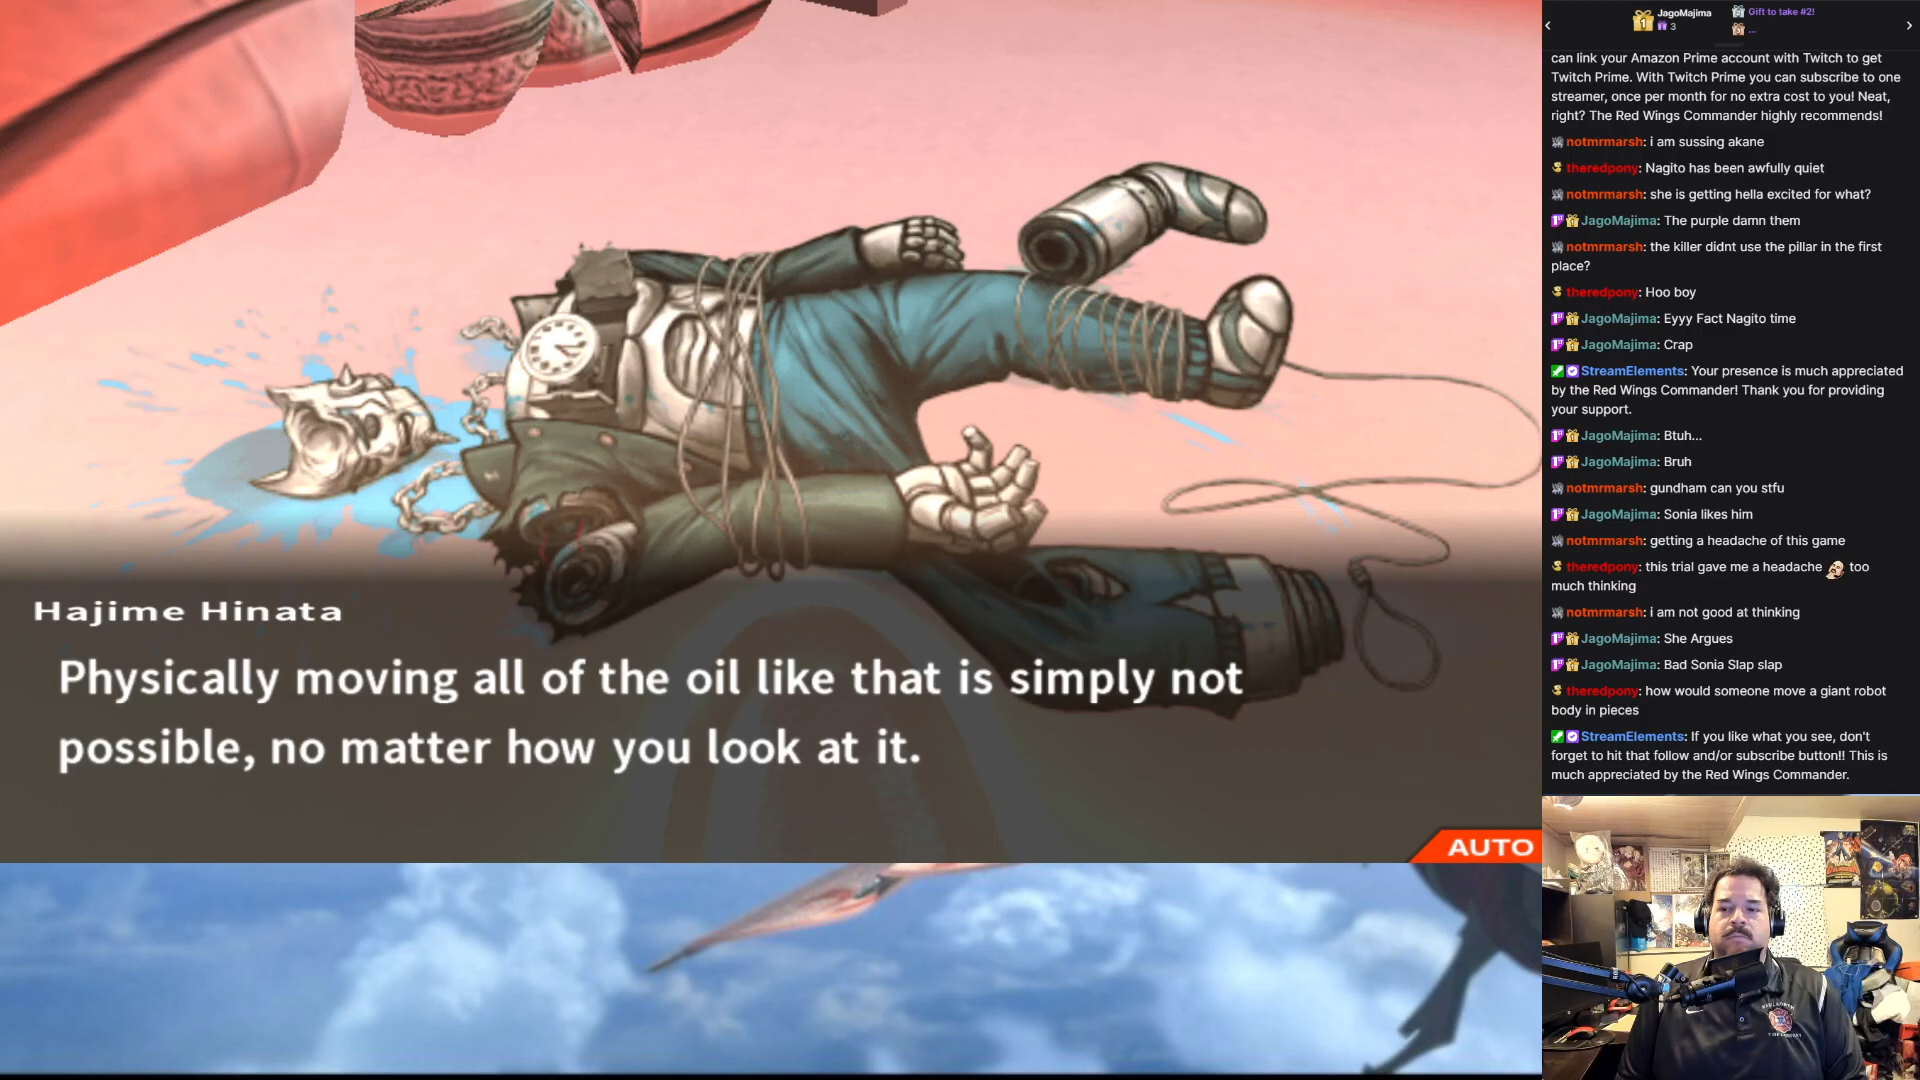 Hajime Hinata
Physically moving all of the oil like that is simply not
possible, no matter how you look at it.
AUTO
JagoMajima
3
Gift to take #2!
...
can link your Amazon Prime account with Twitch to get
Twitch Prime. With Twitch Prime you can subscribe to one
streamer, once per month for no extra cost to you! Neat,
right? The Red Wings Commander highly recommends!
notmrmarsh: i am sussing akane
theredpony: Nagito has been awfully quiet
notmrmarsh: she is getting hella excited for what?
JagoMajima: The purple damn them
notmrmarsh: the killer didnt use the pillar in the first
place?
theredpony: Hoo boy
JagoMajima: Eyyy Fact Nagito time
JagoMajima: Crap
StreamElements: Your presence is much appreciated
by the Red Wings Commander! Thank you for providing
your support.
JagoMajima: Btuh...
JagoMajima: Bruh
notmrmarsh: gundham can you stfu
JagoMajima: Sonia likes him
notmrmarsh: getting a headache of this game
theredpony: this trial gave me a headache too
much thinking
notmrmarsh: i am not good at thinking
JagoMajima: She Argues
JagoMajima: Bad Sonia Slap slap
theredpony: how would someone move a giant robot
body in pieces
StreamElements: If you like what you see, don't
forget to hit that follow and/or subscribe button!! This is
much appreciated by the Red Wings Commander.